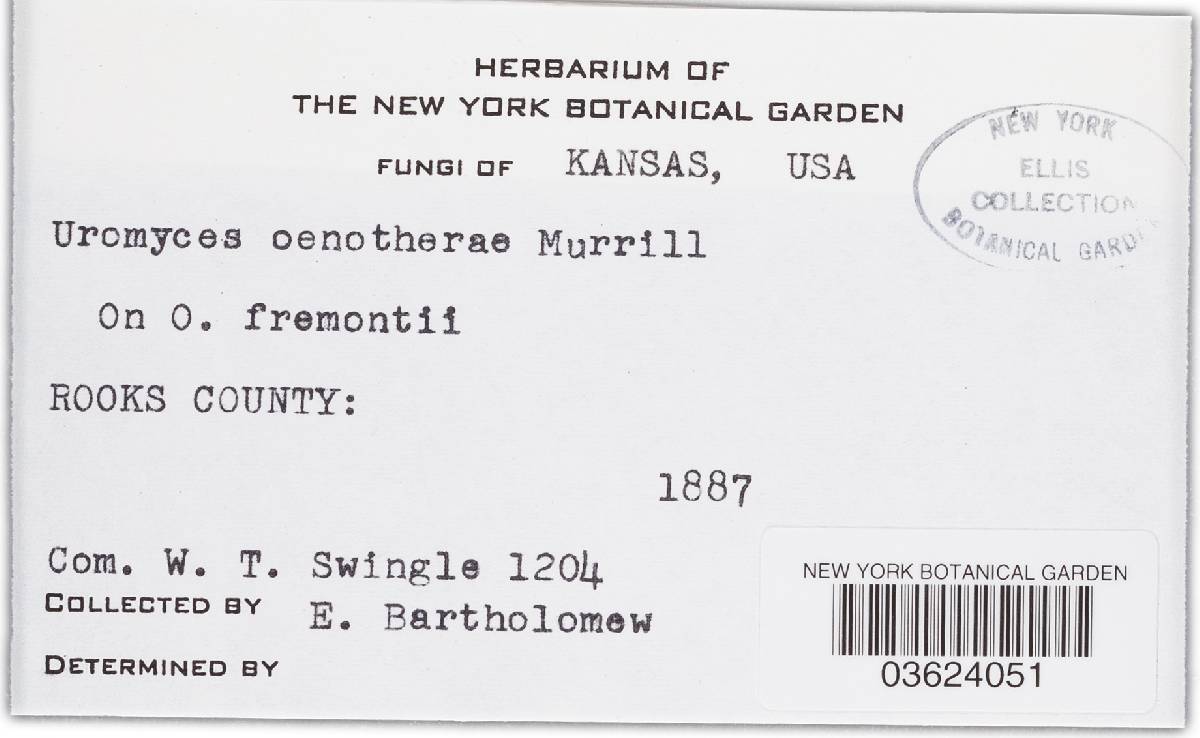 HERBARIUM OF
THE NEW YORK BOTANICAL GARDEN
FUNGI OF KANSAS, USA
NEW YORK
ELLIS
COLLECTION
BOTANICAL GARDEN
Uromyces oenotherae Murrill
On O. fremontii
ROOKS COUNTY:
1887
Com. W. T. Swingle 1204
COLLECTED BY E. Bartholomew
DETERMINED BY
NEW YORK BOTANICAL GARDEN
03624051